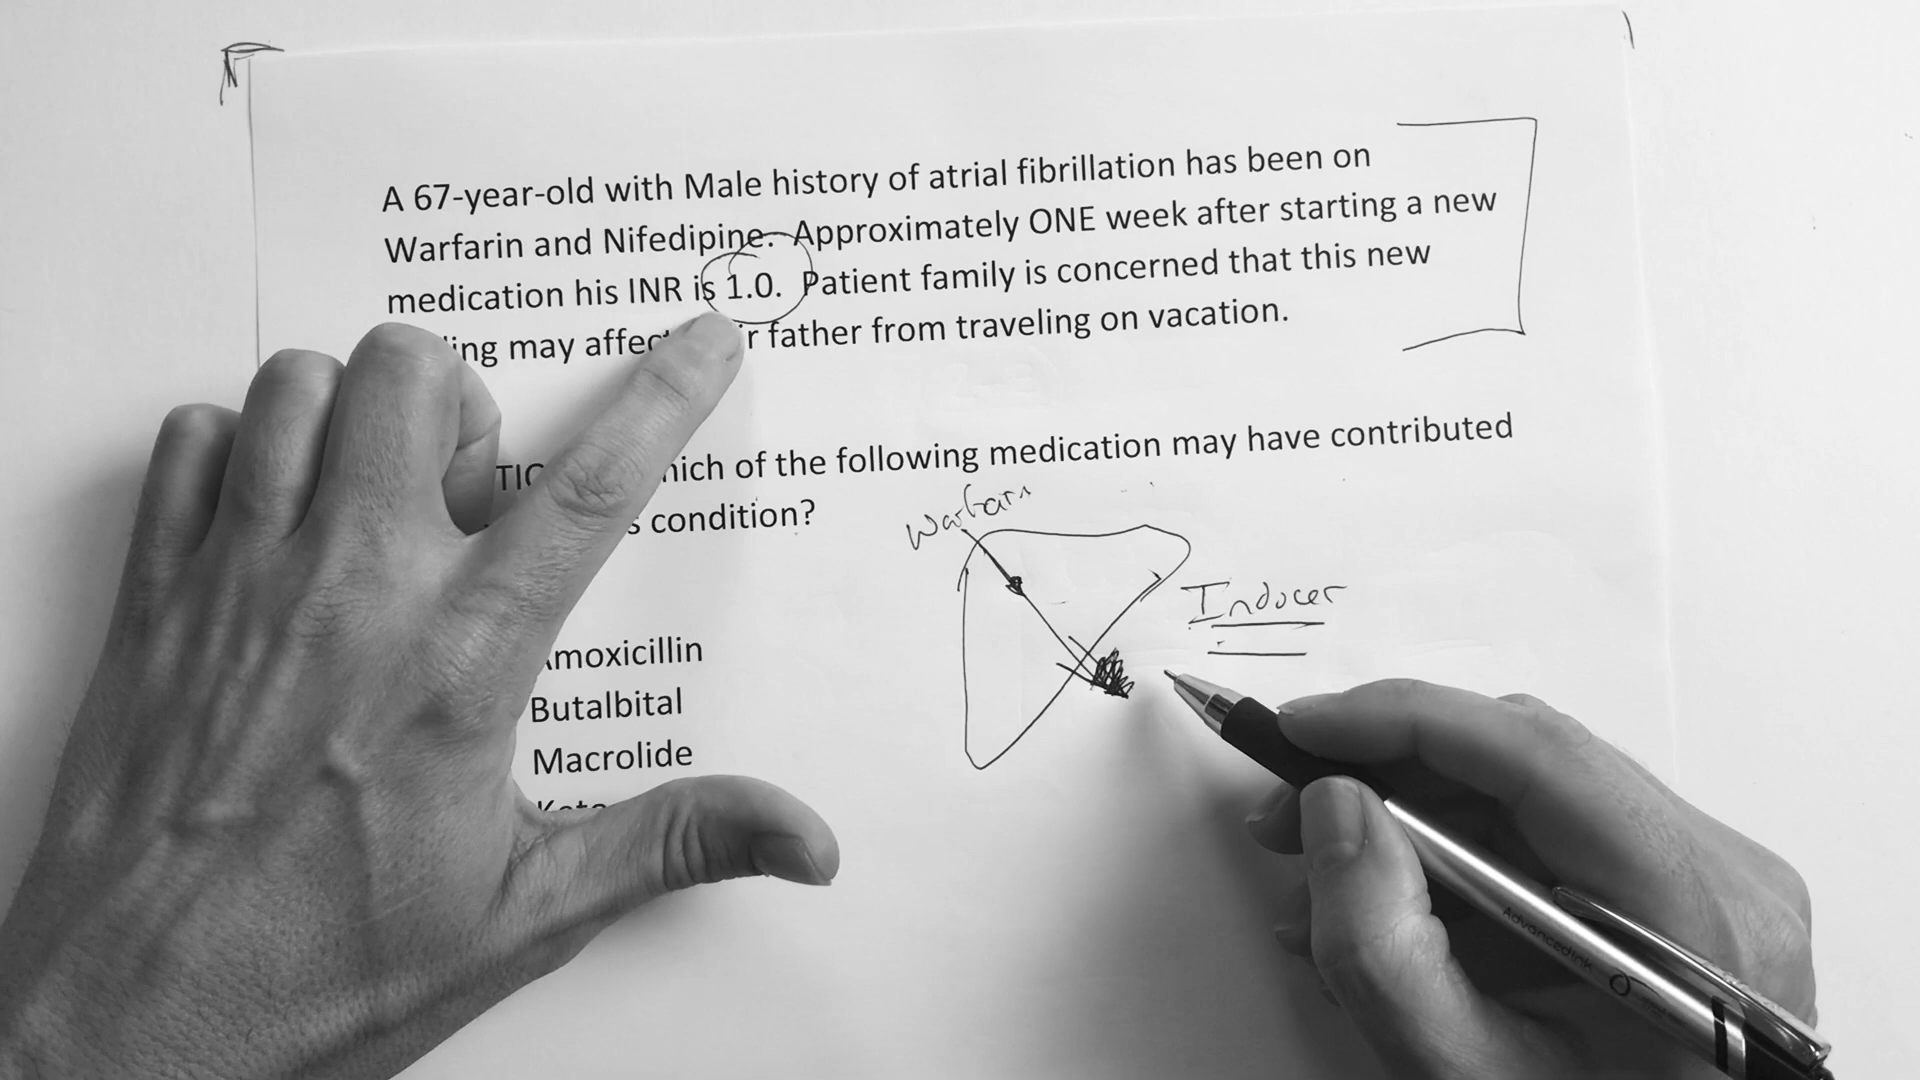 A 67-year-old with Male history of atrial fibrillation has been on
Warfarin and Nifedipine. Approximately ONE week after starting a new
medication his INR is 1.0. Patient family is concerned that this new
may father from traveling on vacation.
of the following medication may have contributed
condition?
Warfarin
Inducer
Amoxicillin
Butalbital
Macrolide
AdvancedInk